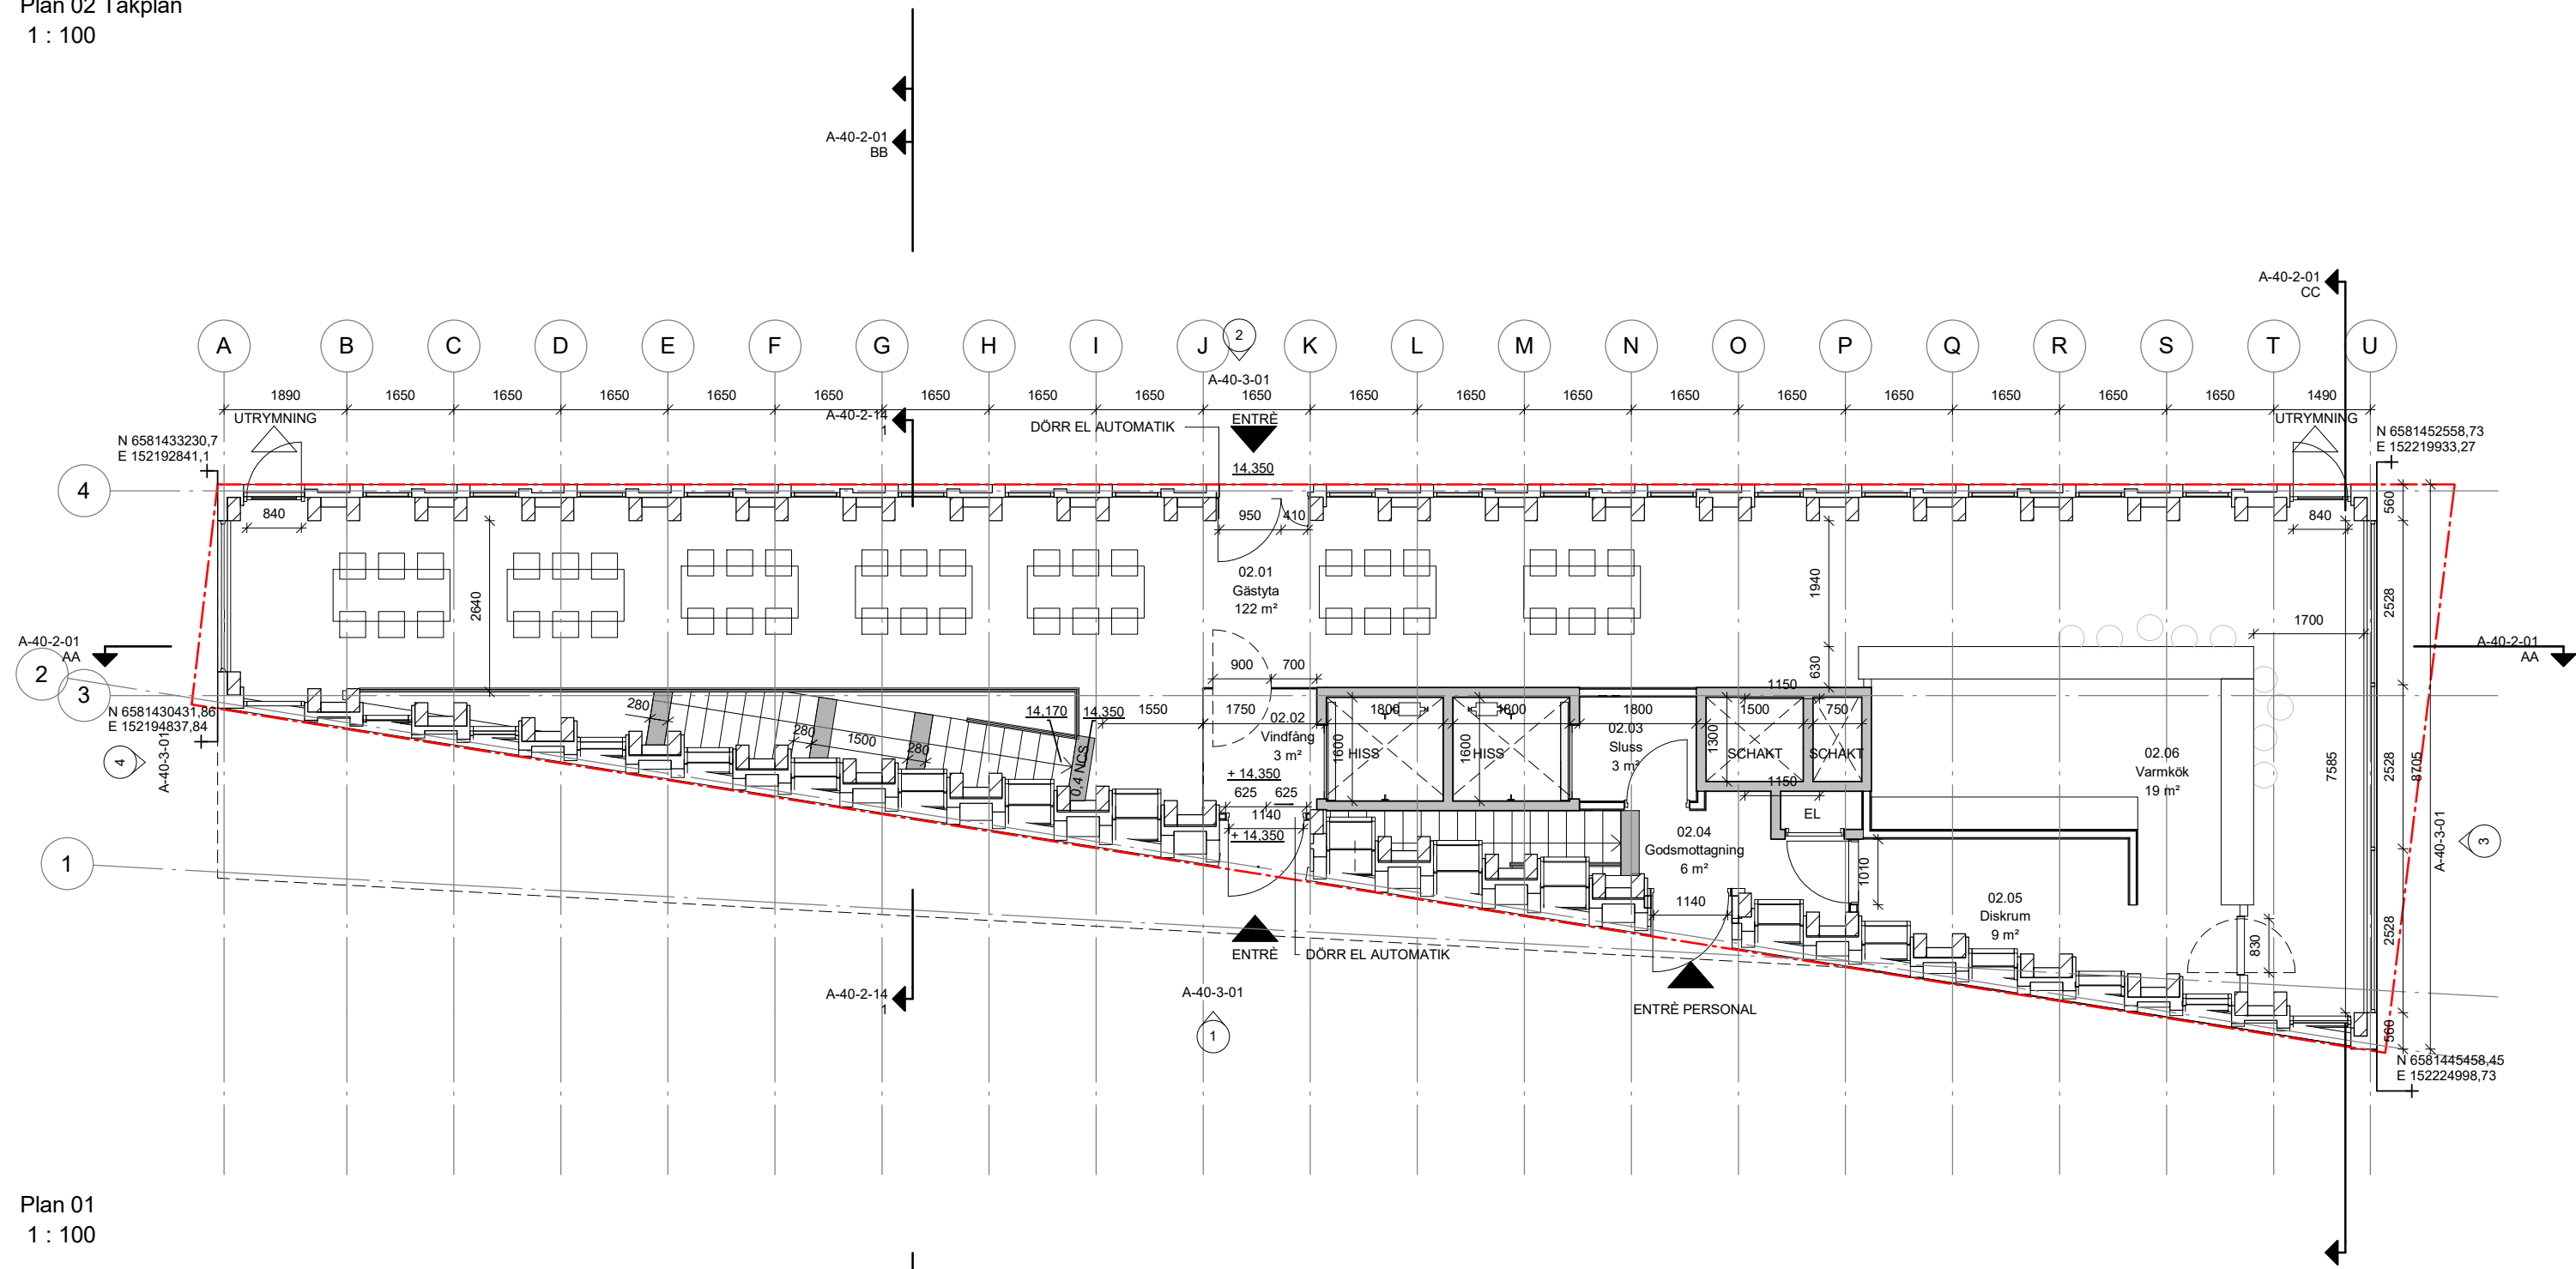 Plan 02 Takplan
1 : 100
A-40-2-01
BB
A-40-2-01
CC
A B C D E F G H I J 2 K L M N O P Q R S T U
A-40-3-01
1890 1650 1650 1650 1650 1650 1650 1650 1650 1650 1650 1650 1650 1650 1650 1650 1650 1650 1650 1490
UTRYMNING
A-40-2-14
1
DÖRR EL AUTOMATIK
ENTRÈ
UTRYMNING
N 6581433230,7
E 152192841,1
N 6581452558,73
E 152219933,27
14,350
4
840
950 410
840
560
2640
02.01
Gästyta
122 m²
1940
2528
1700
A-40-2-01
AA
A-40-2-01
AA
2
3
900 700
630
1150
N 6581430431,86
E 152194837,84
280
280
1500
280
14,170
14,350
0,4 NCS
1550
1750
02.02
Vindfång
3 m²
1800
1800
1800
1500
750
1600
HISS
1600
HISS
02.03
Sluss
3 m²
1300
SCHAKT
SCHAKT
1150
02.06
Varmkök
19 m²
7585
2528
8705
4
A-40-3-01
+ 14,350
625 625
1140
+ 14,350
EL
02.04
Godsmottagning
6 m²
A-40-3-01
3
1
1010
1140
02.05
Diskrum
9 m²
830
2528
ENTRÈ
DÖRR EL AUTOMATIK
A-40-2-14
1
A-40-3-01
1
ENTRÈ PERSONAL
560
N 6581445458,45
E 152224998,73
Plan 01
1 : 100